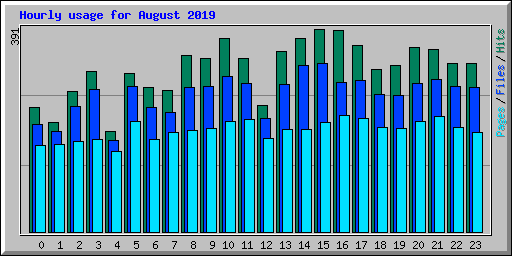 Hourly usage for August 2019
391
Pages/Files/Hits
0 1 2 3 4 5 6 7 8 9 10 11 12 13 14 15 16 17 18 19 20 21 22 23